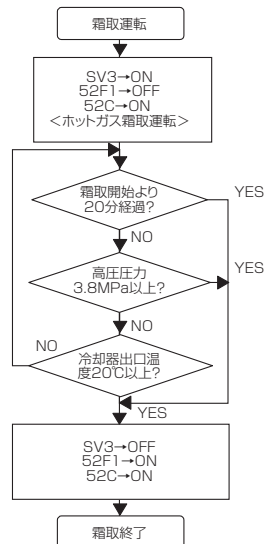 霜取運転
SV3→ON
52F1→OFF
52C→ON
<ホットガス霜取運転>
霜取開始より
20分経過?
YES
NO
高圧圧力
3.8MPa以上?
YES
NO
NO
冷却器出口温
度20℃以上?
YES
SV3→OFF
52F1→ON
52C→ON
霜取終了